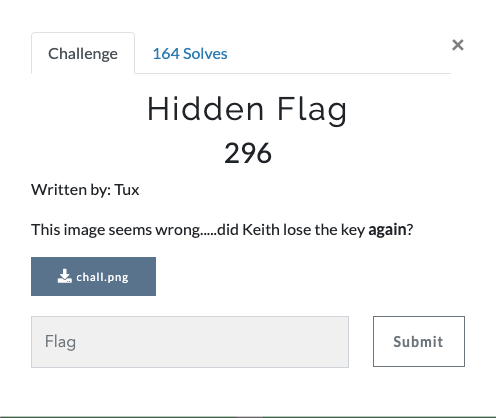 Challenge
164 Solves
×
Hidden Flag
296
Written by: Tux
This image seems wrong.....did Keith lose the key again?
chall.png
Flag
Submit